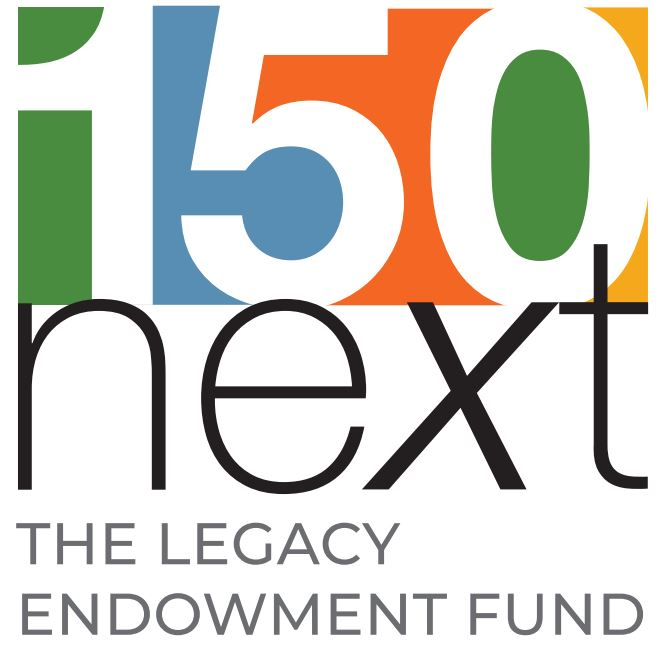 150
next
THE LEGACY
ENDOWMENT FUND